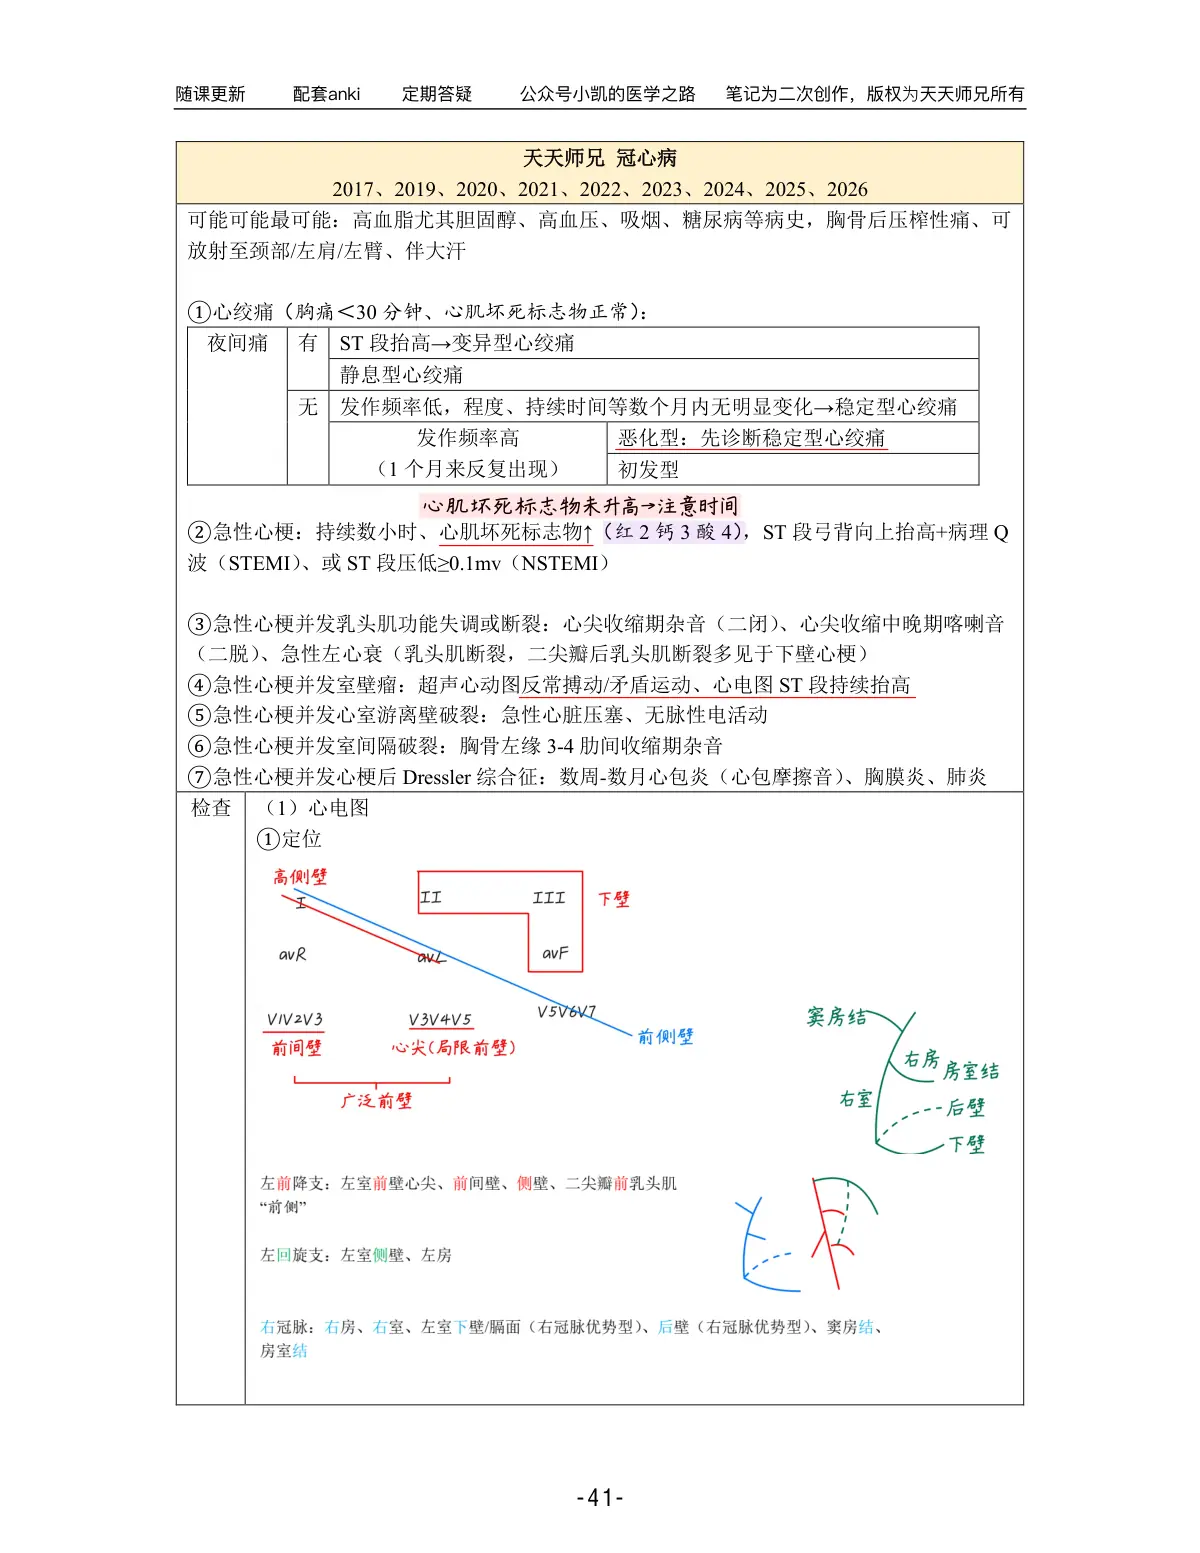 随课更新 配套anki 定期答疑 公众号小凯的医学之路 笔记为二次创作，版权为天天师兄所有
天天师兄 冠心病
2017、2019、2020、2021、2022、2023、2024、2025、2026
可能可能最可能：高血脂尤其胆固醇、高血压、吸烟、糖尿病等病史，胸骨后压榨性痛、可
放射至颈部/左肩/左臂、伴大汗
①心绞痛（胸痛＜30 分钟、心肌坏死标志物正常）：
夜间痛 有 ST 段抬高→变异型心绞痛
静息型心绞痛
无 发作频率低，程度、持续时间等数个月内无明显变化→稳定型心绞痛
发作频率高 恶化型：先诊断稳定型心绞痛
（1 个月来反复出现） 初发型
心肌坏死标志物未升高→注意时间
②急性心梗：持续数小时、心肌坏死标志物↑（红 2 钙 3 酸 4），ST 段弓背向上抬高+病理 Q
波（STEMI）、或 ST 段压低≥0.1mv（NSTEMI）
③急性心梗并发乳头肌功能失调或断裂：心尖收缩期杂音（二闭）、心尖收缩中晚期喀喇音
（二脱）、急性左心衰（乳头肌断裂，二尖瓣后乳头肌断裂多见于下壁心梗）
④急性心梗并发室壁瘤：超声心动图反常搏动/矛盾运动、心电图 ST 段持续抬高
⑤急性心梗并发心室游离壁破裂：急性心脏压塞、无脉性电活动
⑥急性心梗并发室间隔破裂：胸骨左缘 3-4 肋间收缩期杂音
⑦急性心梗并发心梗后 Dressler 综合征：数周-数月心包炎（心包摩擦音）、胸膜炎、肺炎
检查 （1）心电图
①定位
高侧壁
I II III 下壁
avR avL avF
V1V2V3 V3V4V5 V5V6V7
前间壁 心尖(局限前壁) 前侧壁
广泛前壁
窦房结
右房
房室结
右室
后壁
下壁
左前降支：左室前壁心尖、前间壁、侧壁、二尖瓣前乳头肌
“前侧”
左回旋支：左室侧壁、左房
右冠脉：右房、右室、左室下壁/膈面（右冠脉优势型）、后壁（右冠脉优势型）、窦房结、
房室结
-41-